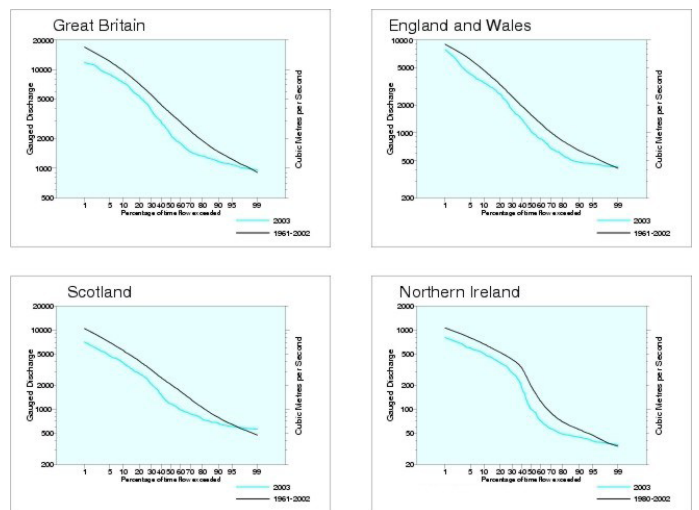 Great Britain
20000
10000
5000
2000
1000
500
Gauged Discharge
Cubic Metres per Second
1 5 10 20 30 40 50 60 70 80 90 95 99
Percentage of time flow exceeded
2003
1961-2002
England and Wales
10000
5000
2000
1000
500
200
Gauged Discharge
Cubic Metres per Second
1 5 10 20 30 40 50 60 70 80 90 95 99
Percentage of time flow exceeded
2003
1961-2002
Scotland
20000
10000
5000
2000
1000
500
200
Gauged Discharge
Cubic Metres per Second
1 5 10 20 30 40 50 60 70 80 90 95 99
Percentage of time flow exceeded
2003
1961-2002
Northern Ireland
2000
500
200
100
50
20
Gauged Discharge
Cubic Metres per Second
1 5 10 20 30 40 50 60 70 80 90 95 99
Percentage of time flow exceeded
2003
1980-2002